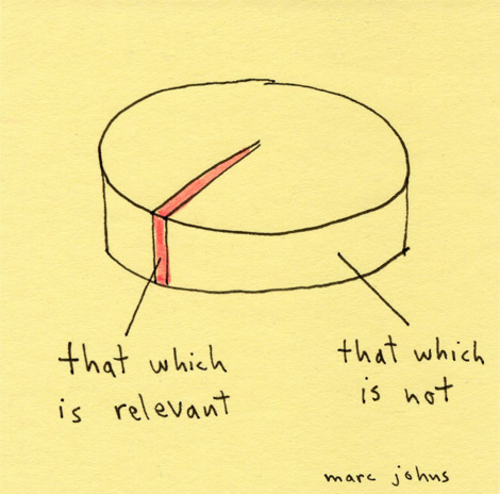 that which
is relevant
that which
is not
marc johns